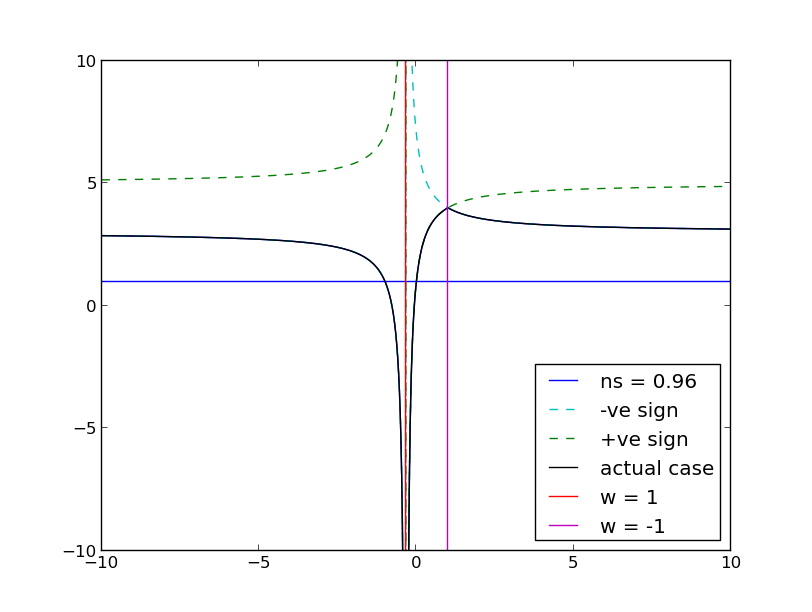 10
5
0
−5
−10
−10
−5
0
5
10
ns = 0.96
-ve sign
+ve sign
actual case
w = 1
w = -1